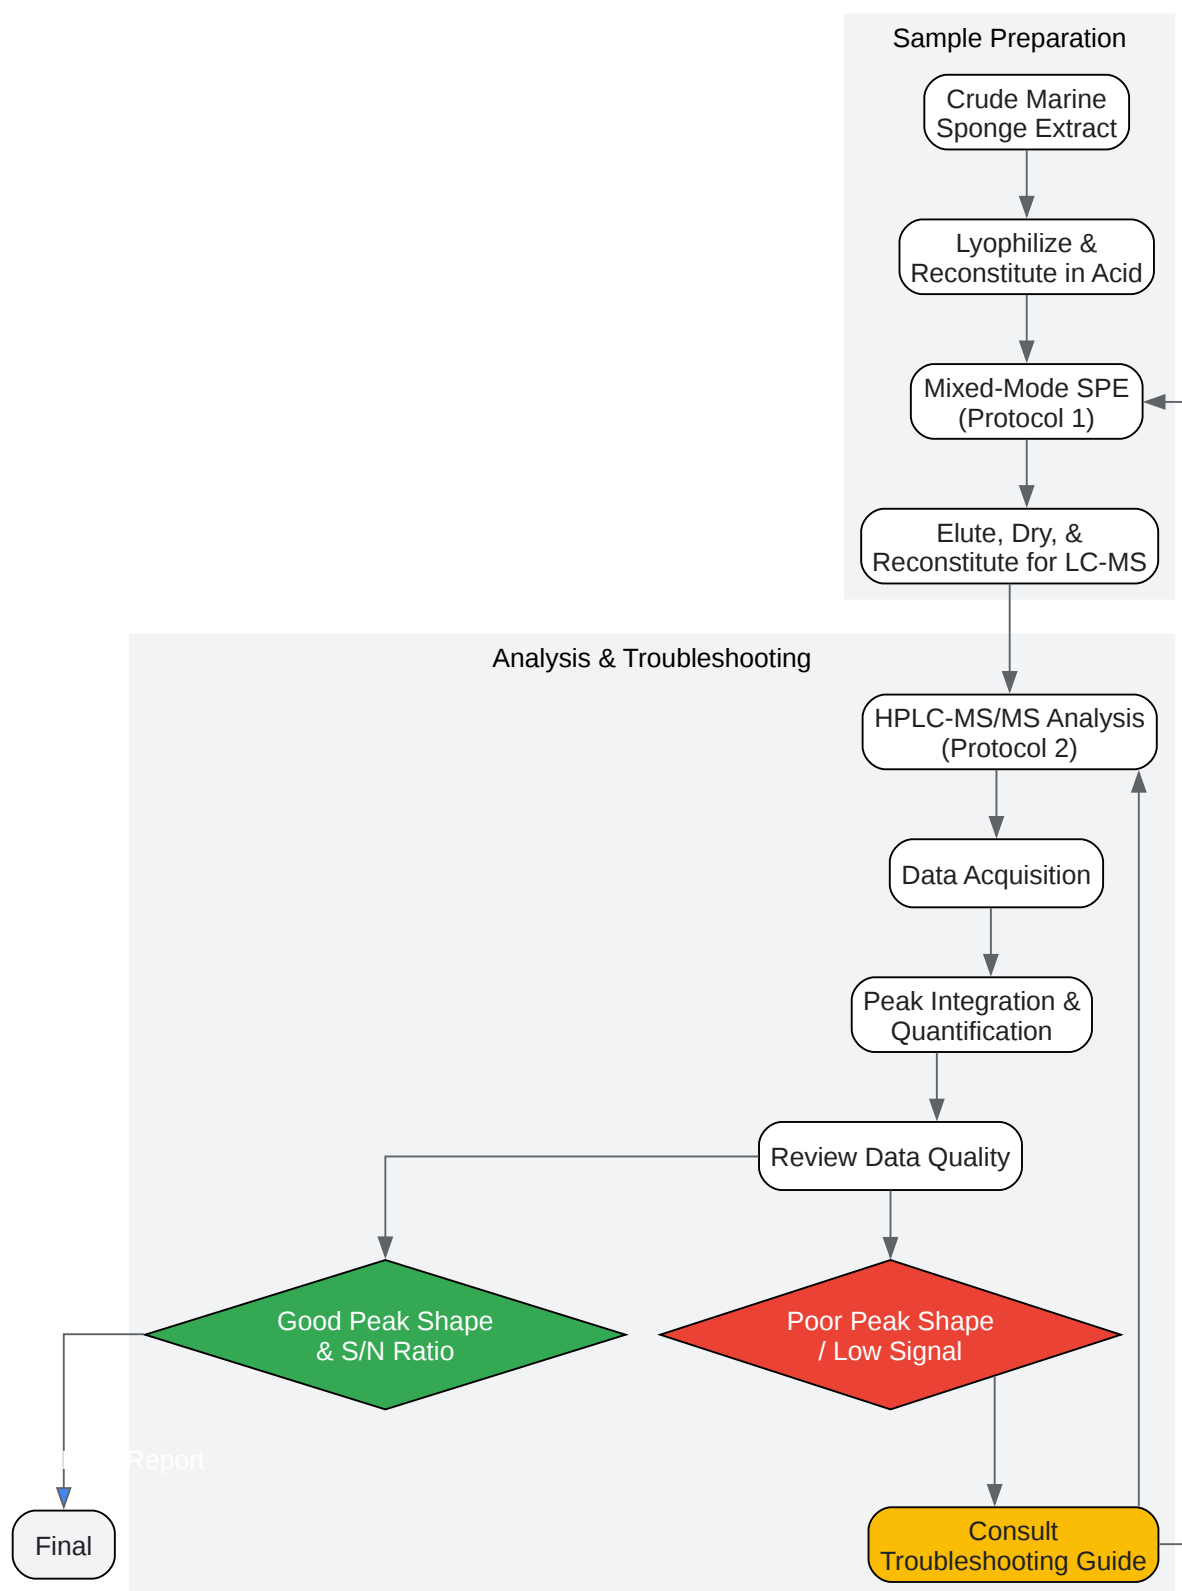 Sample Preparation
Crude Marine
Sponge Extract
Lyophilize &
Reconstitute in Acid
Mixed-Mode SPE
(Protocol 1)
Elute, Dry, &
Reconstitute for LC-MS
Analysis & Troubleshooting
HPLC-MS/MS Analysis
(Protocol 2)
Data Acquisition
Peak Integration &
Quantification
Review Data Quality
Good Peak Shape
& S/N Ratio
Poor Peak Shape
/ Low Signal
Report
Final
Consult
Troubleshooting Guide